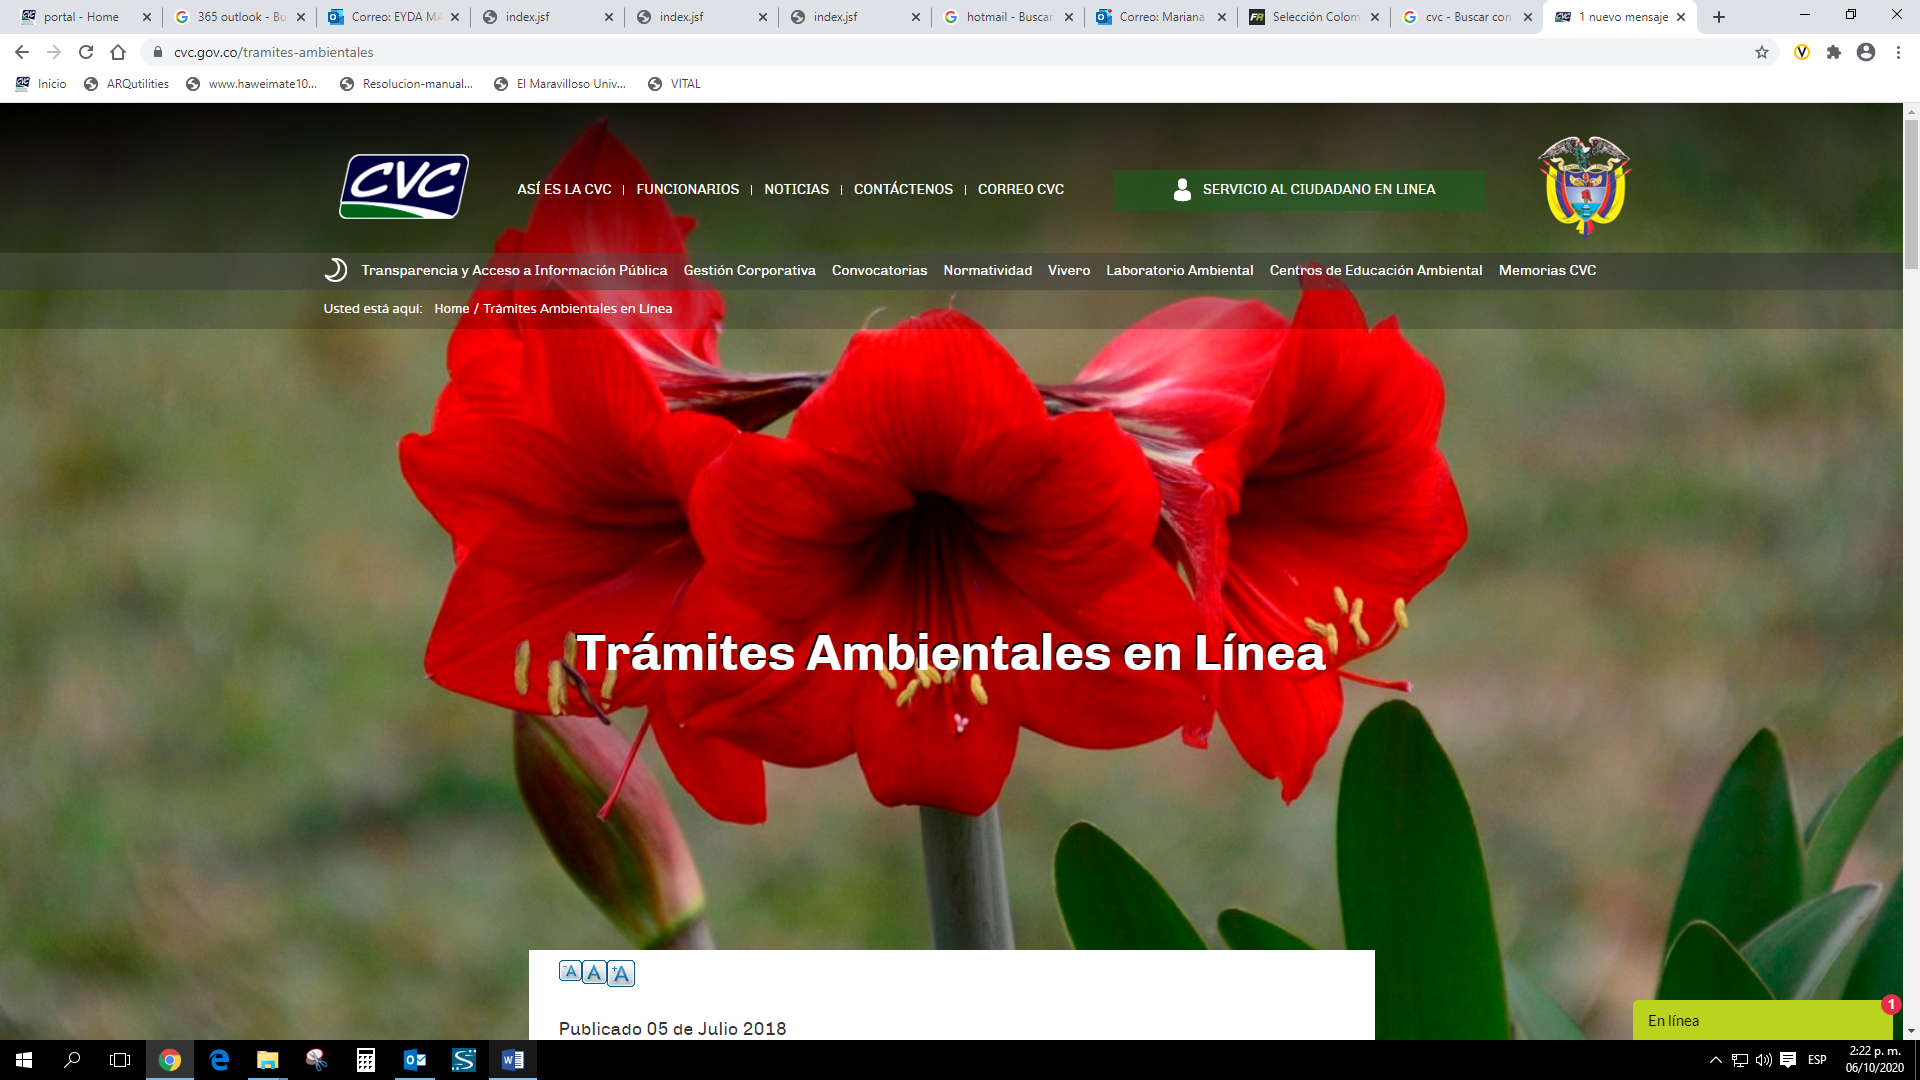 portal - Home
365 outlook - Bu
Correo: EYDA MA
index.jsf
index.jsf
index.jsf
hotmail - Buscar
Correo: Mariana
Selección Colom
cvc - Buscar con
1 nuevo mensaje
cvc.gov.co/tramites-ambientales
Inicio
ARQutilities
www.haweimate10...
Resolucion-manual...
El Maravilloso Univ...
VITAL
CVC
ASÍ ES LA CVC
FUNCIONARIOS
NOTICIAS
CONTÁCTENOS
CORREO CVC
SERVICIO AL CIUDADANO EN LINEA
Transparencia y Acceso a Información Pública
Gestión Corporativa
Convocatorias
Normatividad
Vivero
Laboratorio Ambiental
Centros de Educación Ambiental
Memorias CVC
Usted está aquí: Home / Trámites Ambientales en Línea
Trámites Ambientales en Línea
-A A +A
Publicado 05 de Julio 2018
En línea
1
ESP
2:22 p. m.
06/10/2020